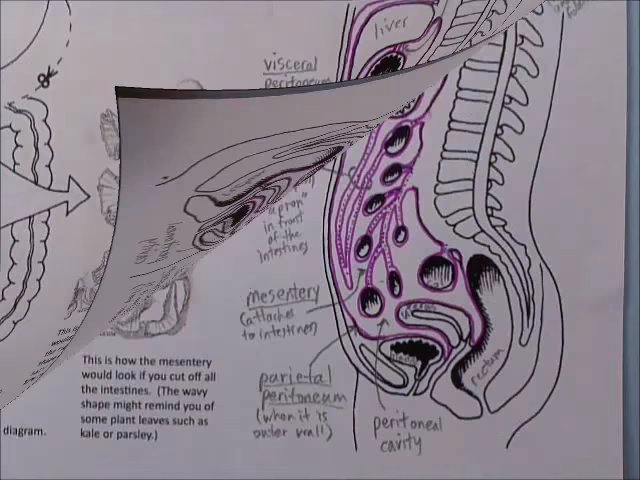 liver
visceral
peritoneum
"apron"
in front
of the
intestines
mesentery
(attaches
to intestines)
uterus
rectum
parietal
peritoneum
(when it is
outer wall)
peritoneal
cavity
This is how the mesentery
would look if you cut off all
the intestines. (The wavy
shape might remind you of
some plant leaves such as
kale or parsley.)
diagram.